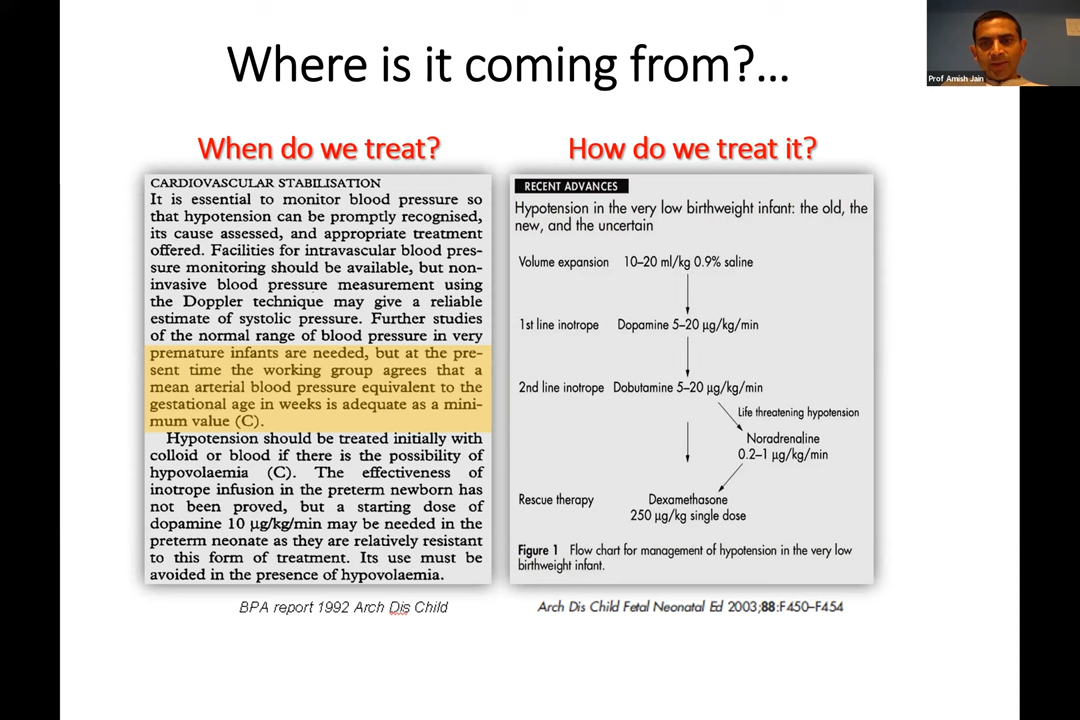 Where is it coming from?...
Prof Amish Jain
When do we treat?
CARDIOVASCULAR STABILISATION
It is essential to monitor blood pressure so
that hypotension can be promptly recognised,
its cause assessed, and appropriate treatment
offered. Facilities for intravascular blood pres-
sure monitoring should be available, but non-
invasive blood pressure measurement using
the Doppler technique may give a reliable
estimate of systolic pressure. Further studies
of the normal range of blood pressure in very
premature infants are needed, but at the pre-
sent time the working group agrees that a
mean arterial blood pressure equivalent to the
gestational age in weeks is adequate as a mini-
mum value (C).
Hypotension should be treated initially with
colloid or blood if there is the possibility of
hypovolaemia (C). The effectiveness of
inotrope infusion in the preterm newborn has
not been proved, but a starting dose of
dopamine 10 µg/kg/min may be needed in the
preterm neonate as they are relatively resistant
to this form of treatment. Its use must be
avoided in the presence of hypovolaemia.
BPA report 1992 Arch Dis Child
How do we treat it?
RECENT ADVANCES
Hypotension in the very low birthweight infant: the old, the
new, and the uncertain
Volume expansion 10–20 ml/kg 0.9% saline
1st line inotrope Dopamine 5–20 µg/kg/min
2nd line inotrope Dobutamine 5–20 µg/kg/min
Life threatening hypotension
Noradrenaline
0.2–1 µg/kg/min
Rescue therapy Dexamethasone
250 µg/kg single dose
Figure 1 Flow chart for management of hypotension in the very low
birthweight infant.
Arch Dis Child Fetal Neonatal Ed 2003;88:F450–F454